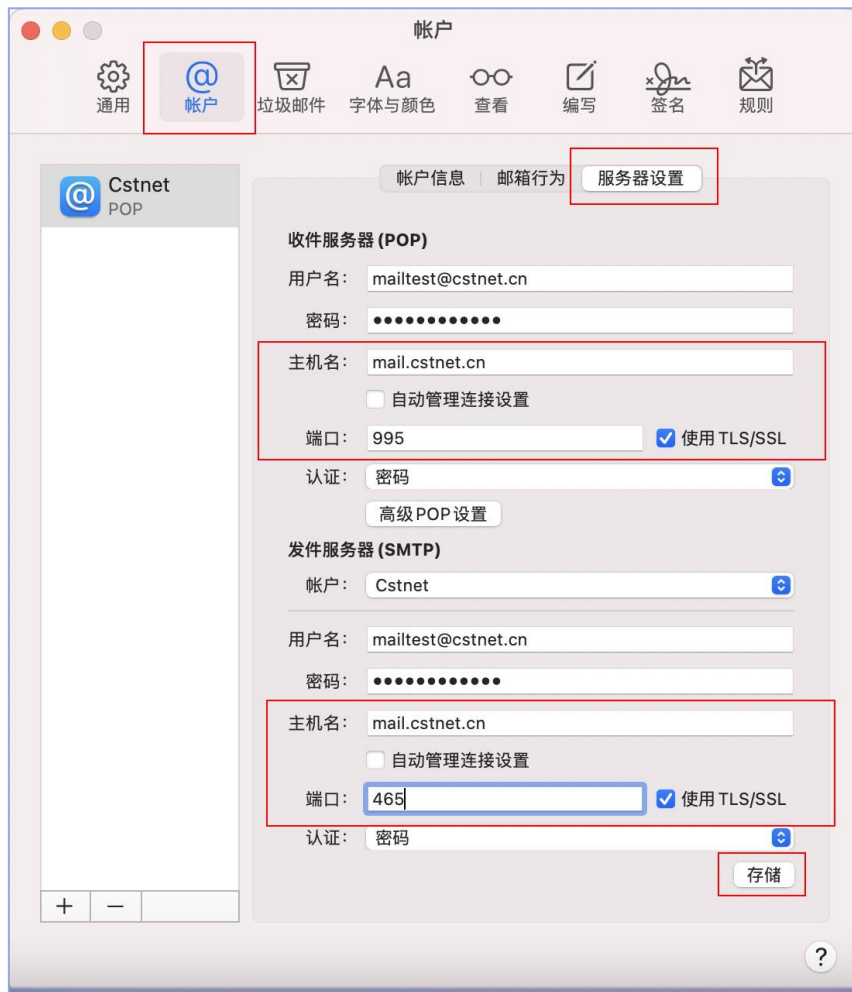 帐户
通用 帐户 垃圾邮件 Aa 字体与颜色 查看 编写 签名 规则
Cstnet
POP
帐户信息 邮箱行为 服务器设置
收件服务器 (POP)
用户名： mailtest@cstnet.cn
密码： ●●●●●●●●●●●●
主机名： mail.cstnet.cn
自动管理连接设置
端口： 995 使用 TLS/SSL
认证： 密码
高级 POP 设置
发件服务器 (SMTP)
帐户： Cstnet
用户名： mailtest@cstnet.cn
密码： ●●●●●●●●●●●●
主机名： mail.cstnet.cn
自动管理连接设置
端口： 465 使用 TLS/SSL
认证： 密码
存储
+ −
?